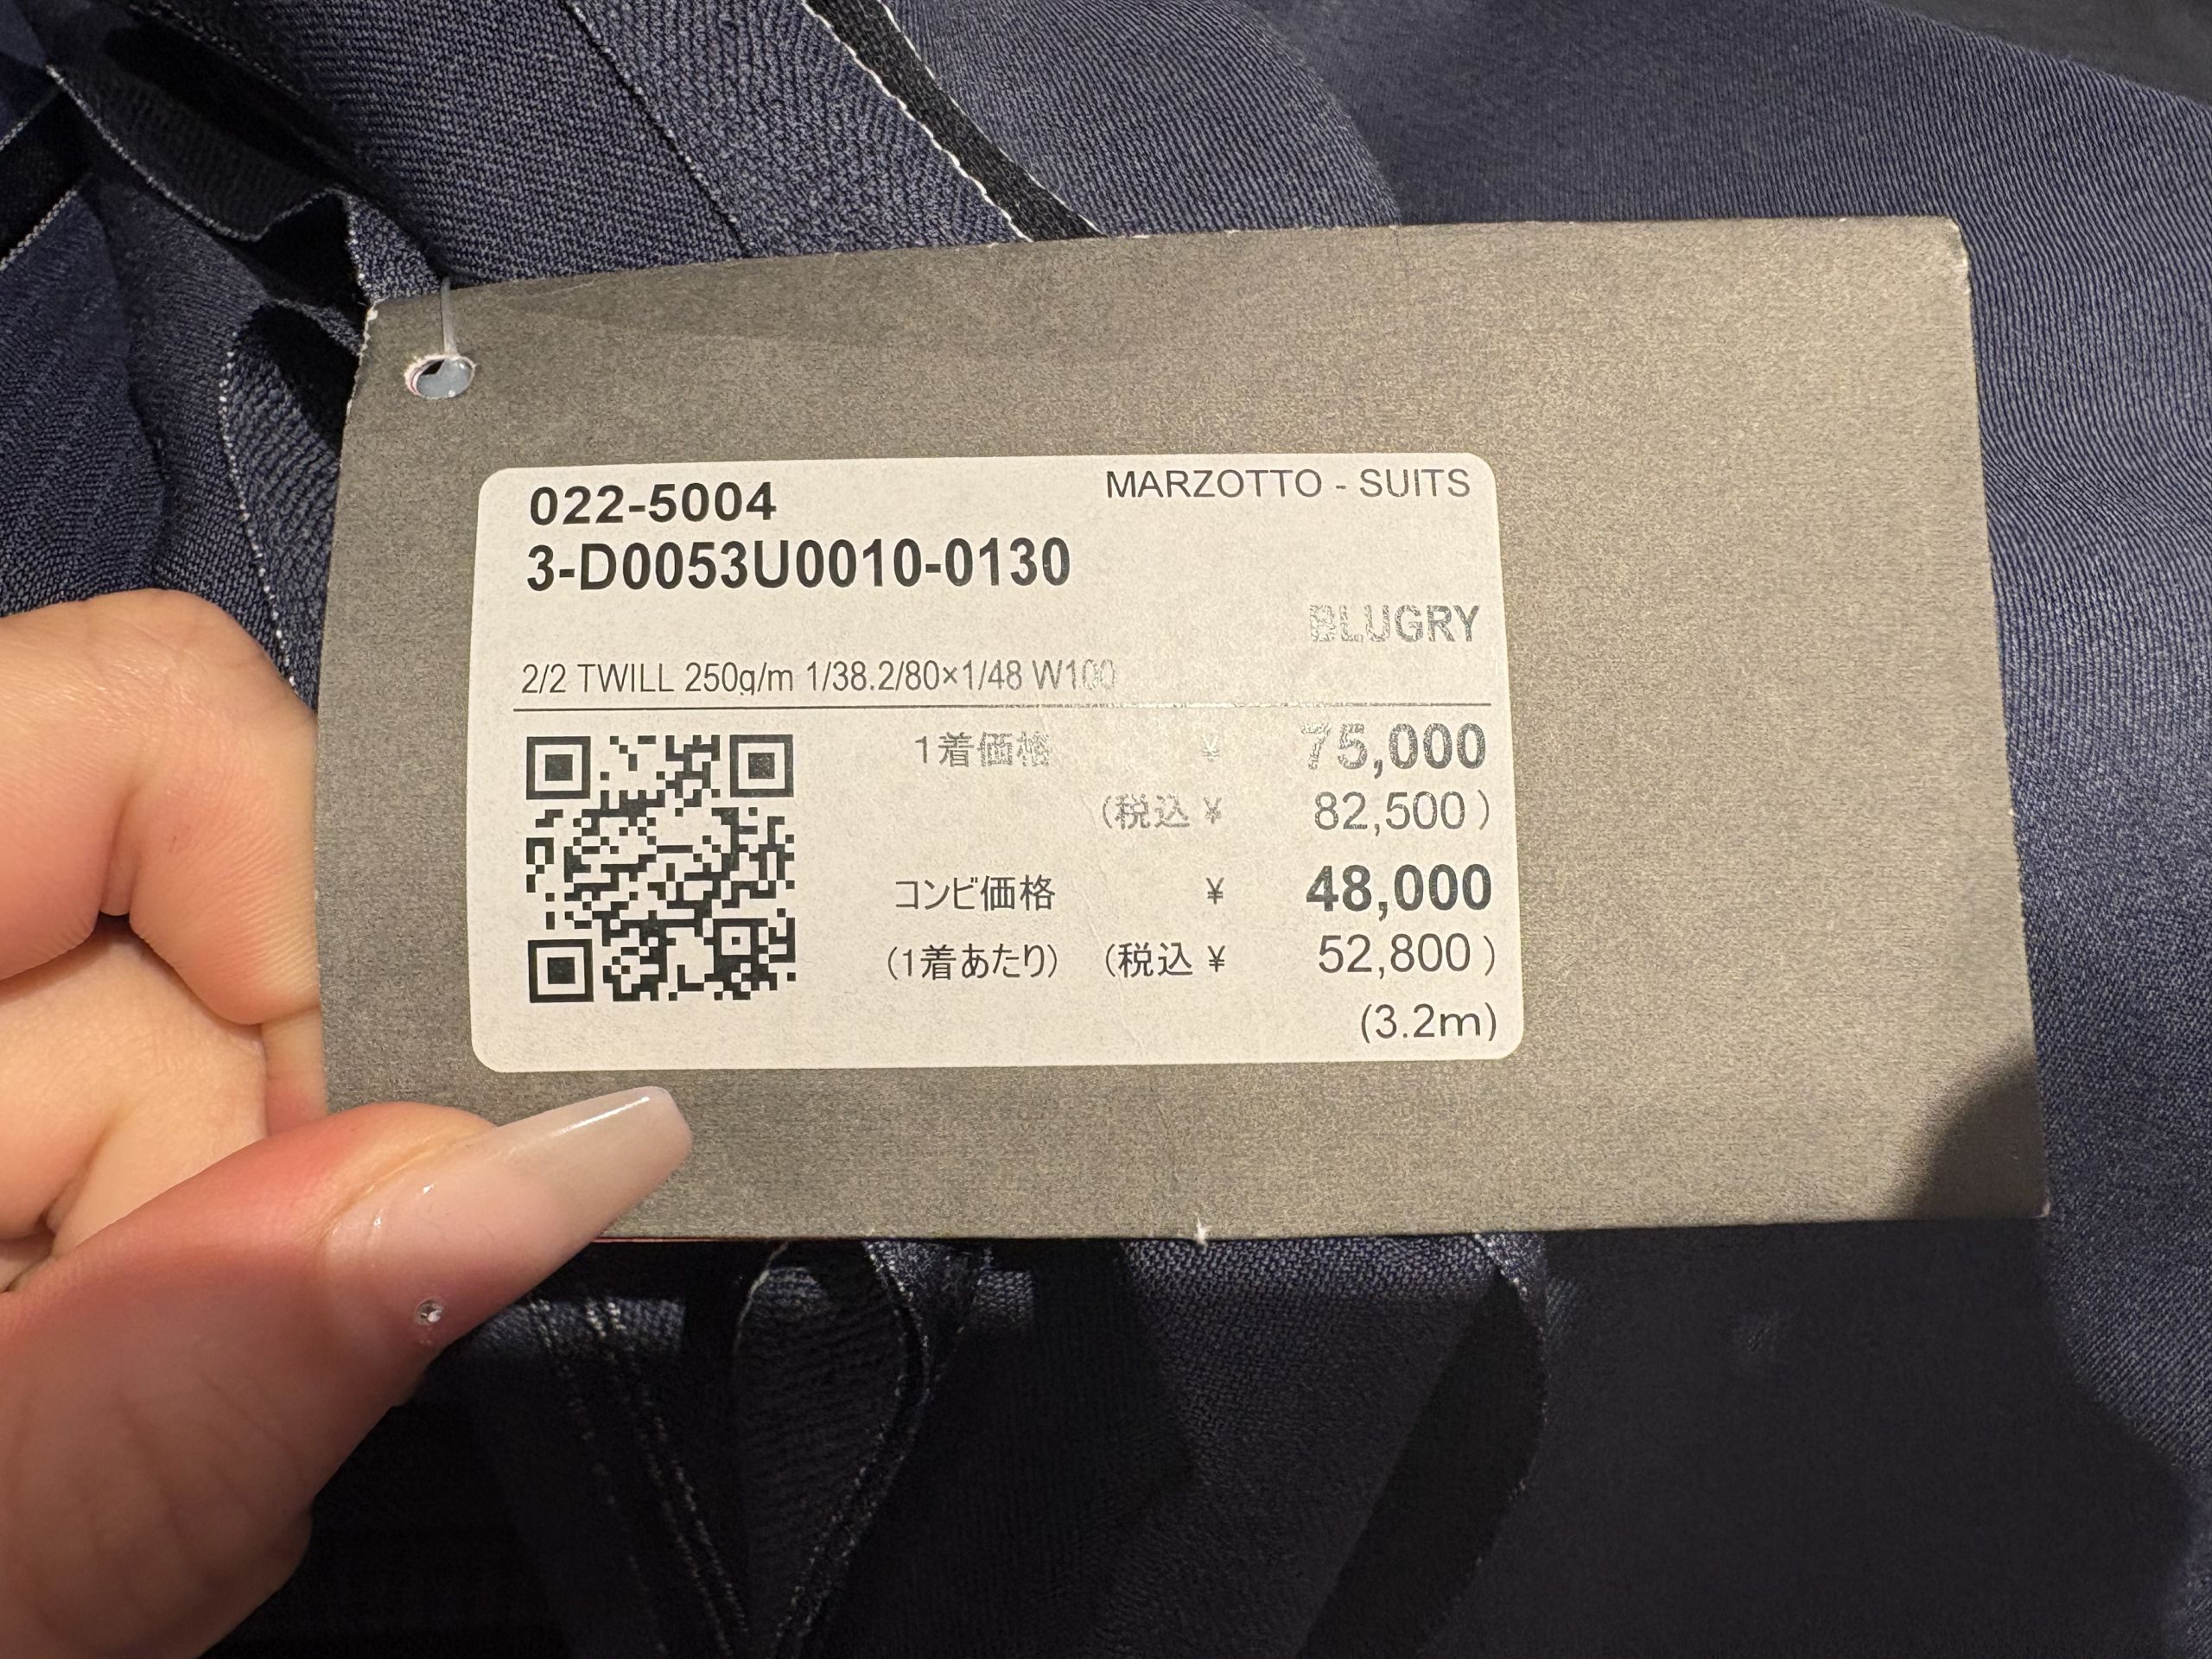 022-5004
MARZOTTO - SUITS
3-D0053U0010-0130
BLUGRY
2/2 TWILL 250g/m 1/38.2/80×1/48 W100
1着価格 ¥ 75,000
(税込 ¥ 82,500)
コンビ価格 ¥ 48,000
(1着あたり) (税込 ¥ 52,800)
(3.2m)